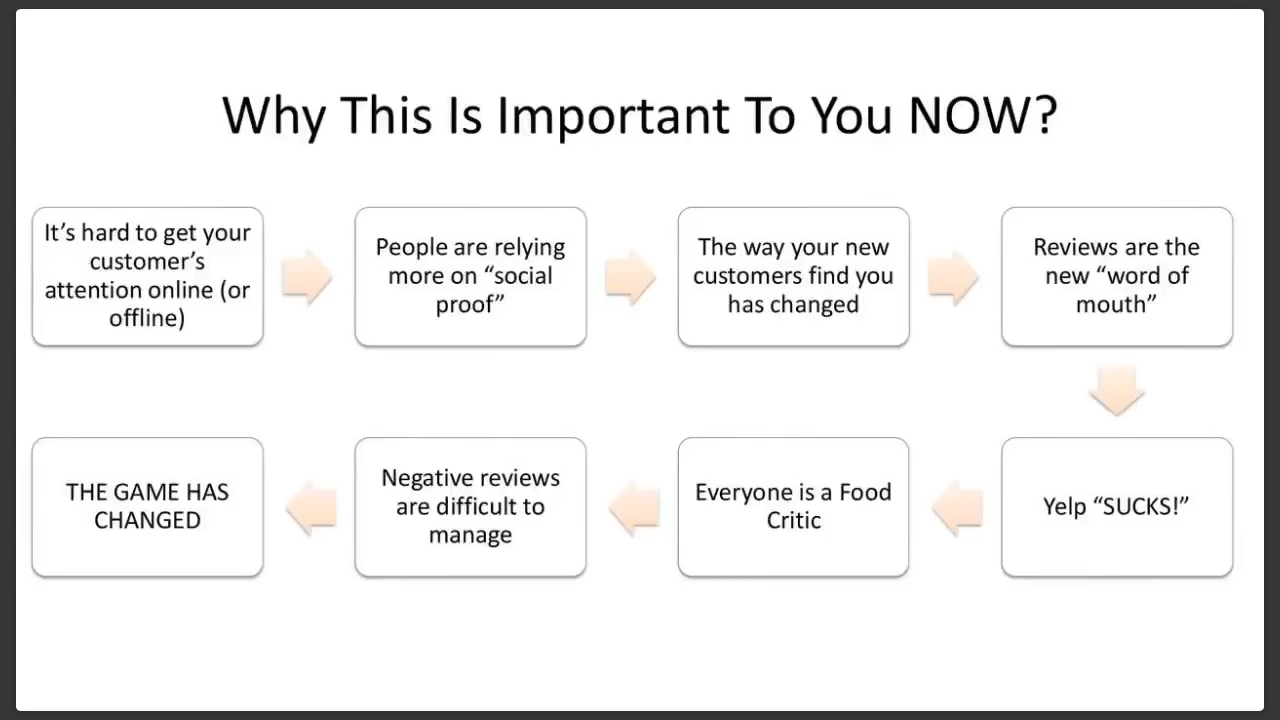 Why This Is Important To You NOW?
It’s hard to get your
customer’s
attention online (or
offline)
People are relying
more on “social
proof”
The way your new
customers find you
has changed
Reviews are the
new “word of
mouth”
Yelp “SUCKS!”
Everyone is a Food
Critic
Negative reviews
are difficult to
manage
THE GAME HAS
CHANGED